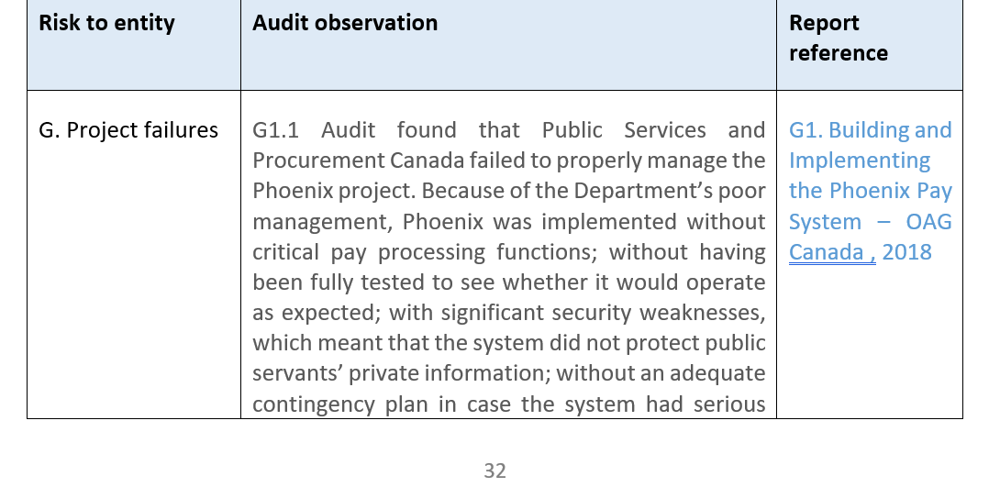 Risk to entity
Audit observation
Report
reference
G. Project failures
G1.1 Audit found that Public Services and
Procurement Canada failed to properly manage the
Phoenix project. Because of the Department’s poor
management, Phoenix was implemented without
critical pay processing functions; without having
been fully tested to see whether it would operate
as expected; with significant security weaknesses,
which meant that the system did not protect public
servants’ private information; without an adequate
contingency plan in case the system had serious
G1. Building and
Implementing
the Phoenix Pay
System – OAG
Canada , 2018
32